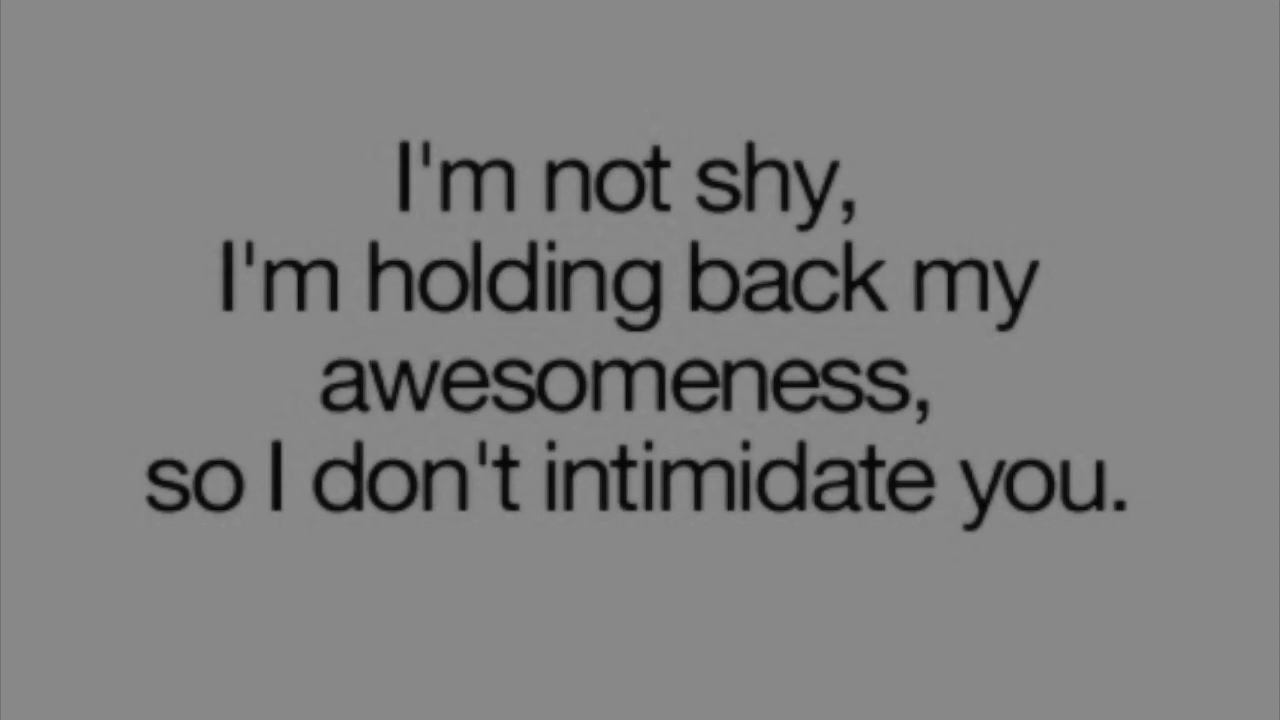 I'm not shy,
I'm holding back my
awesomeness,
so I don't intimidate you.